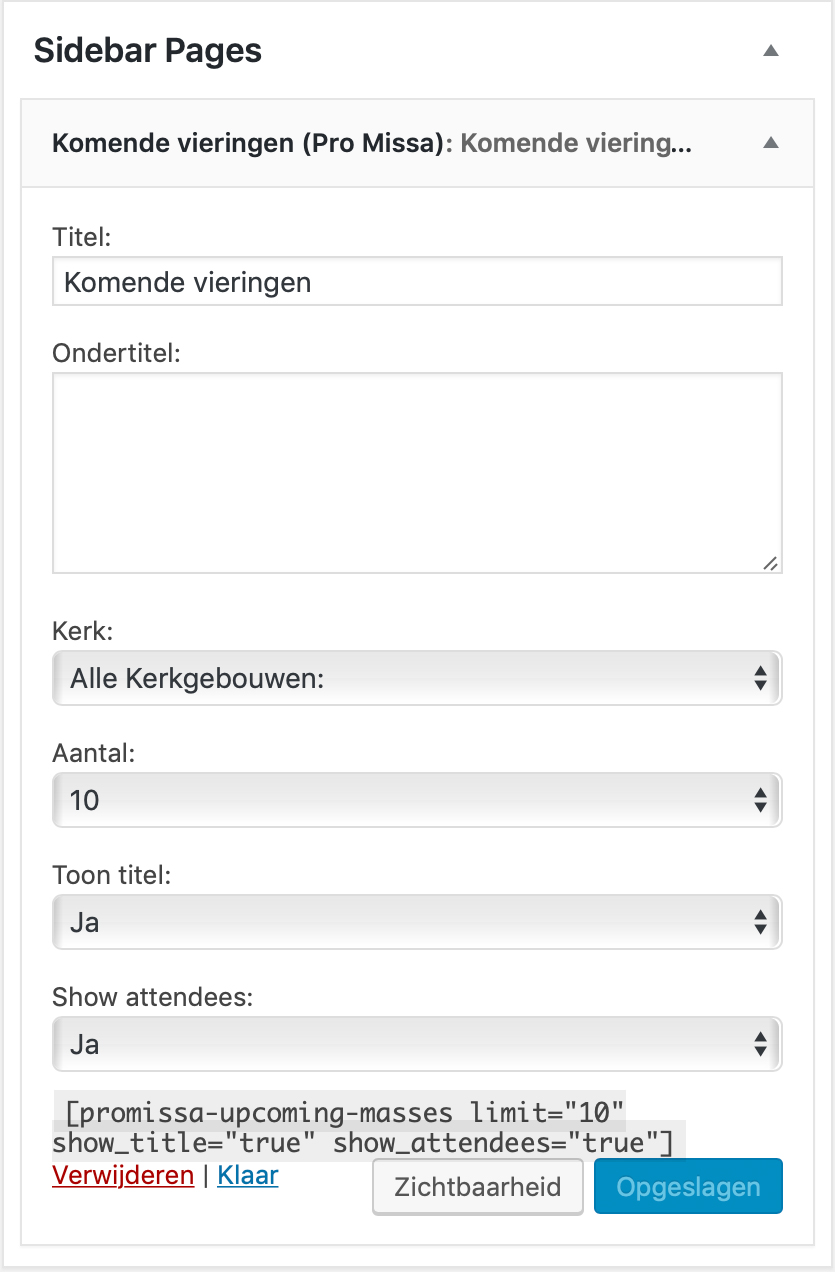 Sidebar Pages
Komende vieringen (Pro Missa): Komende viering...
Titel:
Komende vieringen
Ondertitel:
Kerk:
Alle Kerkgebouwen:
Aantal:
10
Toon titel:
Ja
Show attendees:
Ja
[promissa-upcoming-masses limit="10"
show_title="true" show_attendees="true"]
Verwijderen | Klaar
Zichtbaarheid
Opgeslagen